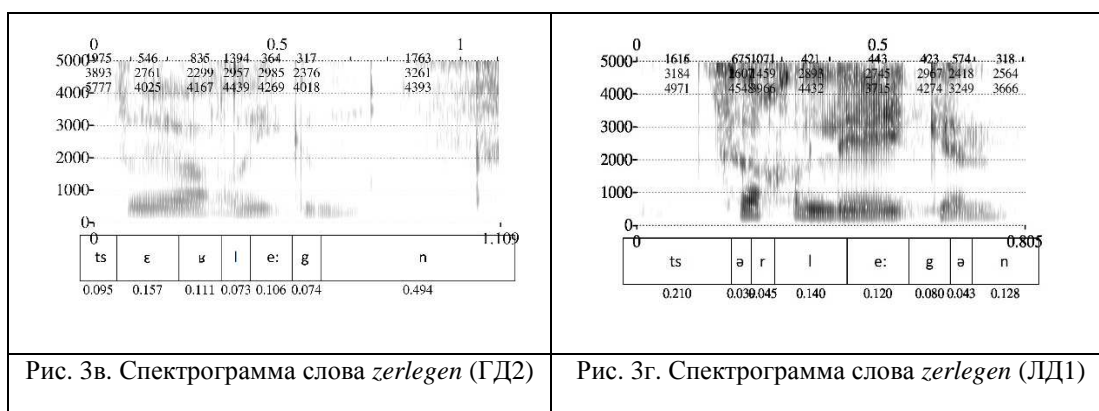 0 0.5 1
1975 546 835 1394 364 317 1763
3893 2761 2299 2957 2985 2376 3261
5777 4025 4167 4439 4269 4018 4393
5000
4000
3000
2000
1000
0
0 1.109
ts ɛ ʁ l e: g n
0.095 0.157 0.111 0.073 0.106 0.074 0.494
Рис. 3в. Спектрограмма слова zerlegen (ГД2)
0 0.5
1616 675 1071 421 443 423 574 318
3184 2607 2459 2893 2745 2967 2418 2564
4971 4548 3966 4432 3715 4274 3249 3666
5000
4000
3000
2000
1000
0
0 0.805
ts ə r l e: g ə n
0.210 0.045 0.140 0.120 0.080 0.043 0.128
Рис. 3г. Спектрограмма слова zerlegen (ЛД1)